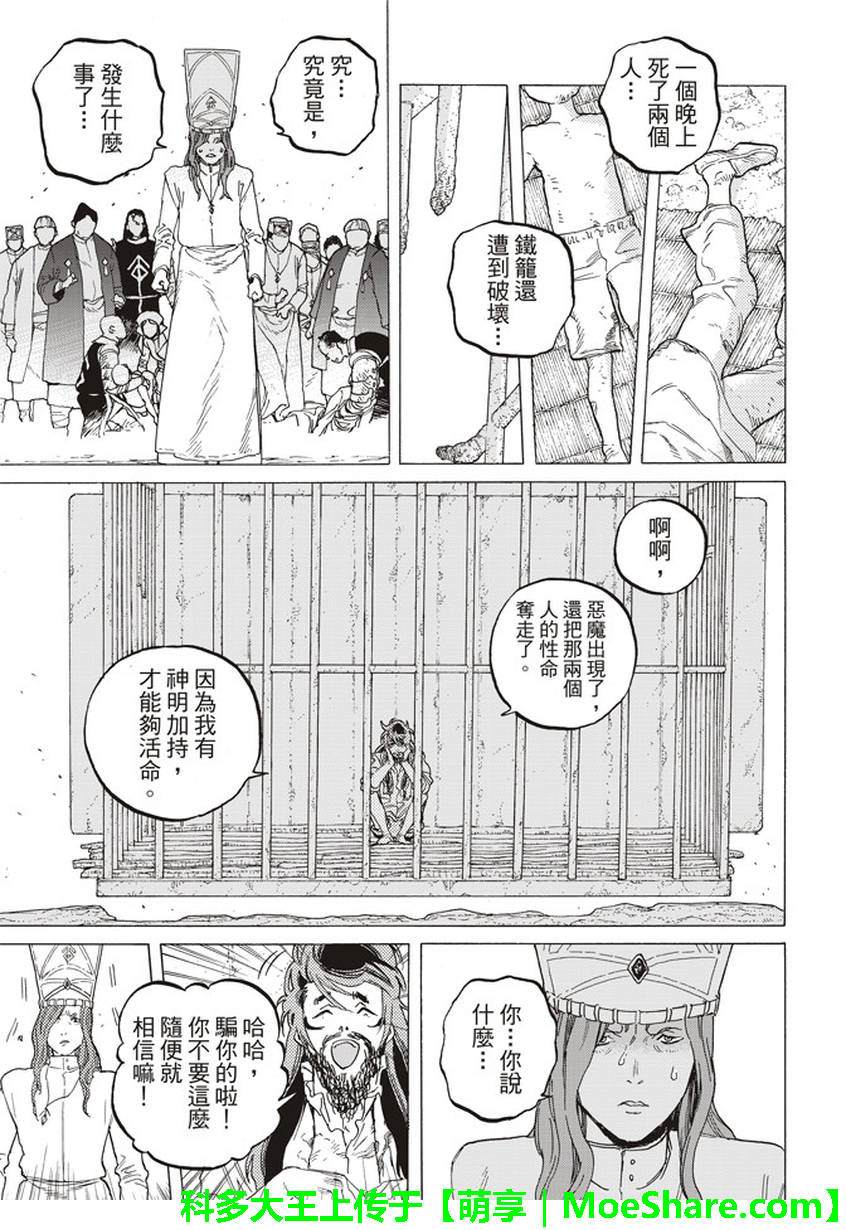 一個晚上
死了兩個
人…
鐵籠還
遭到破壞…
究…
究竟是，
發生什麼
事了…
啊啊，
惡魔出現了，
還把那兩個
人的性命
奪走了。
因為我有
神明加持，
才能夠活命。
你…你說
什麼…
哈哈，
騙你的啦！
你不要這麼
隨便就
相信嘛！
科多大王上传于【萌享｜MoeShare.com】